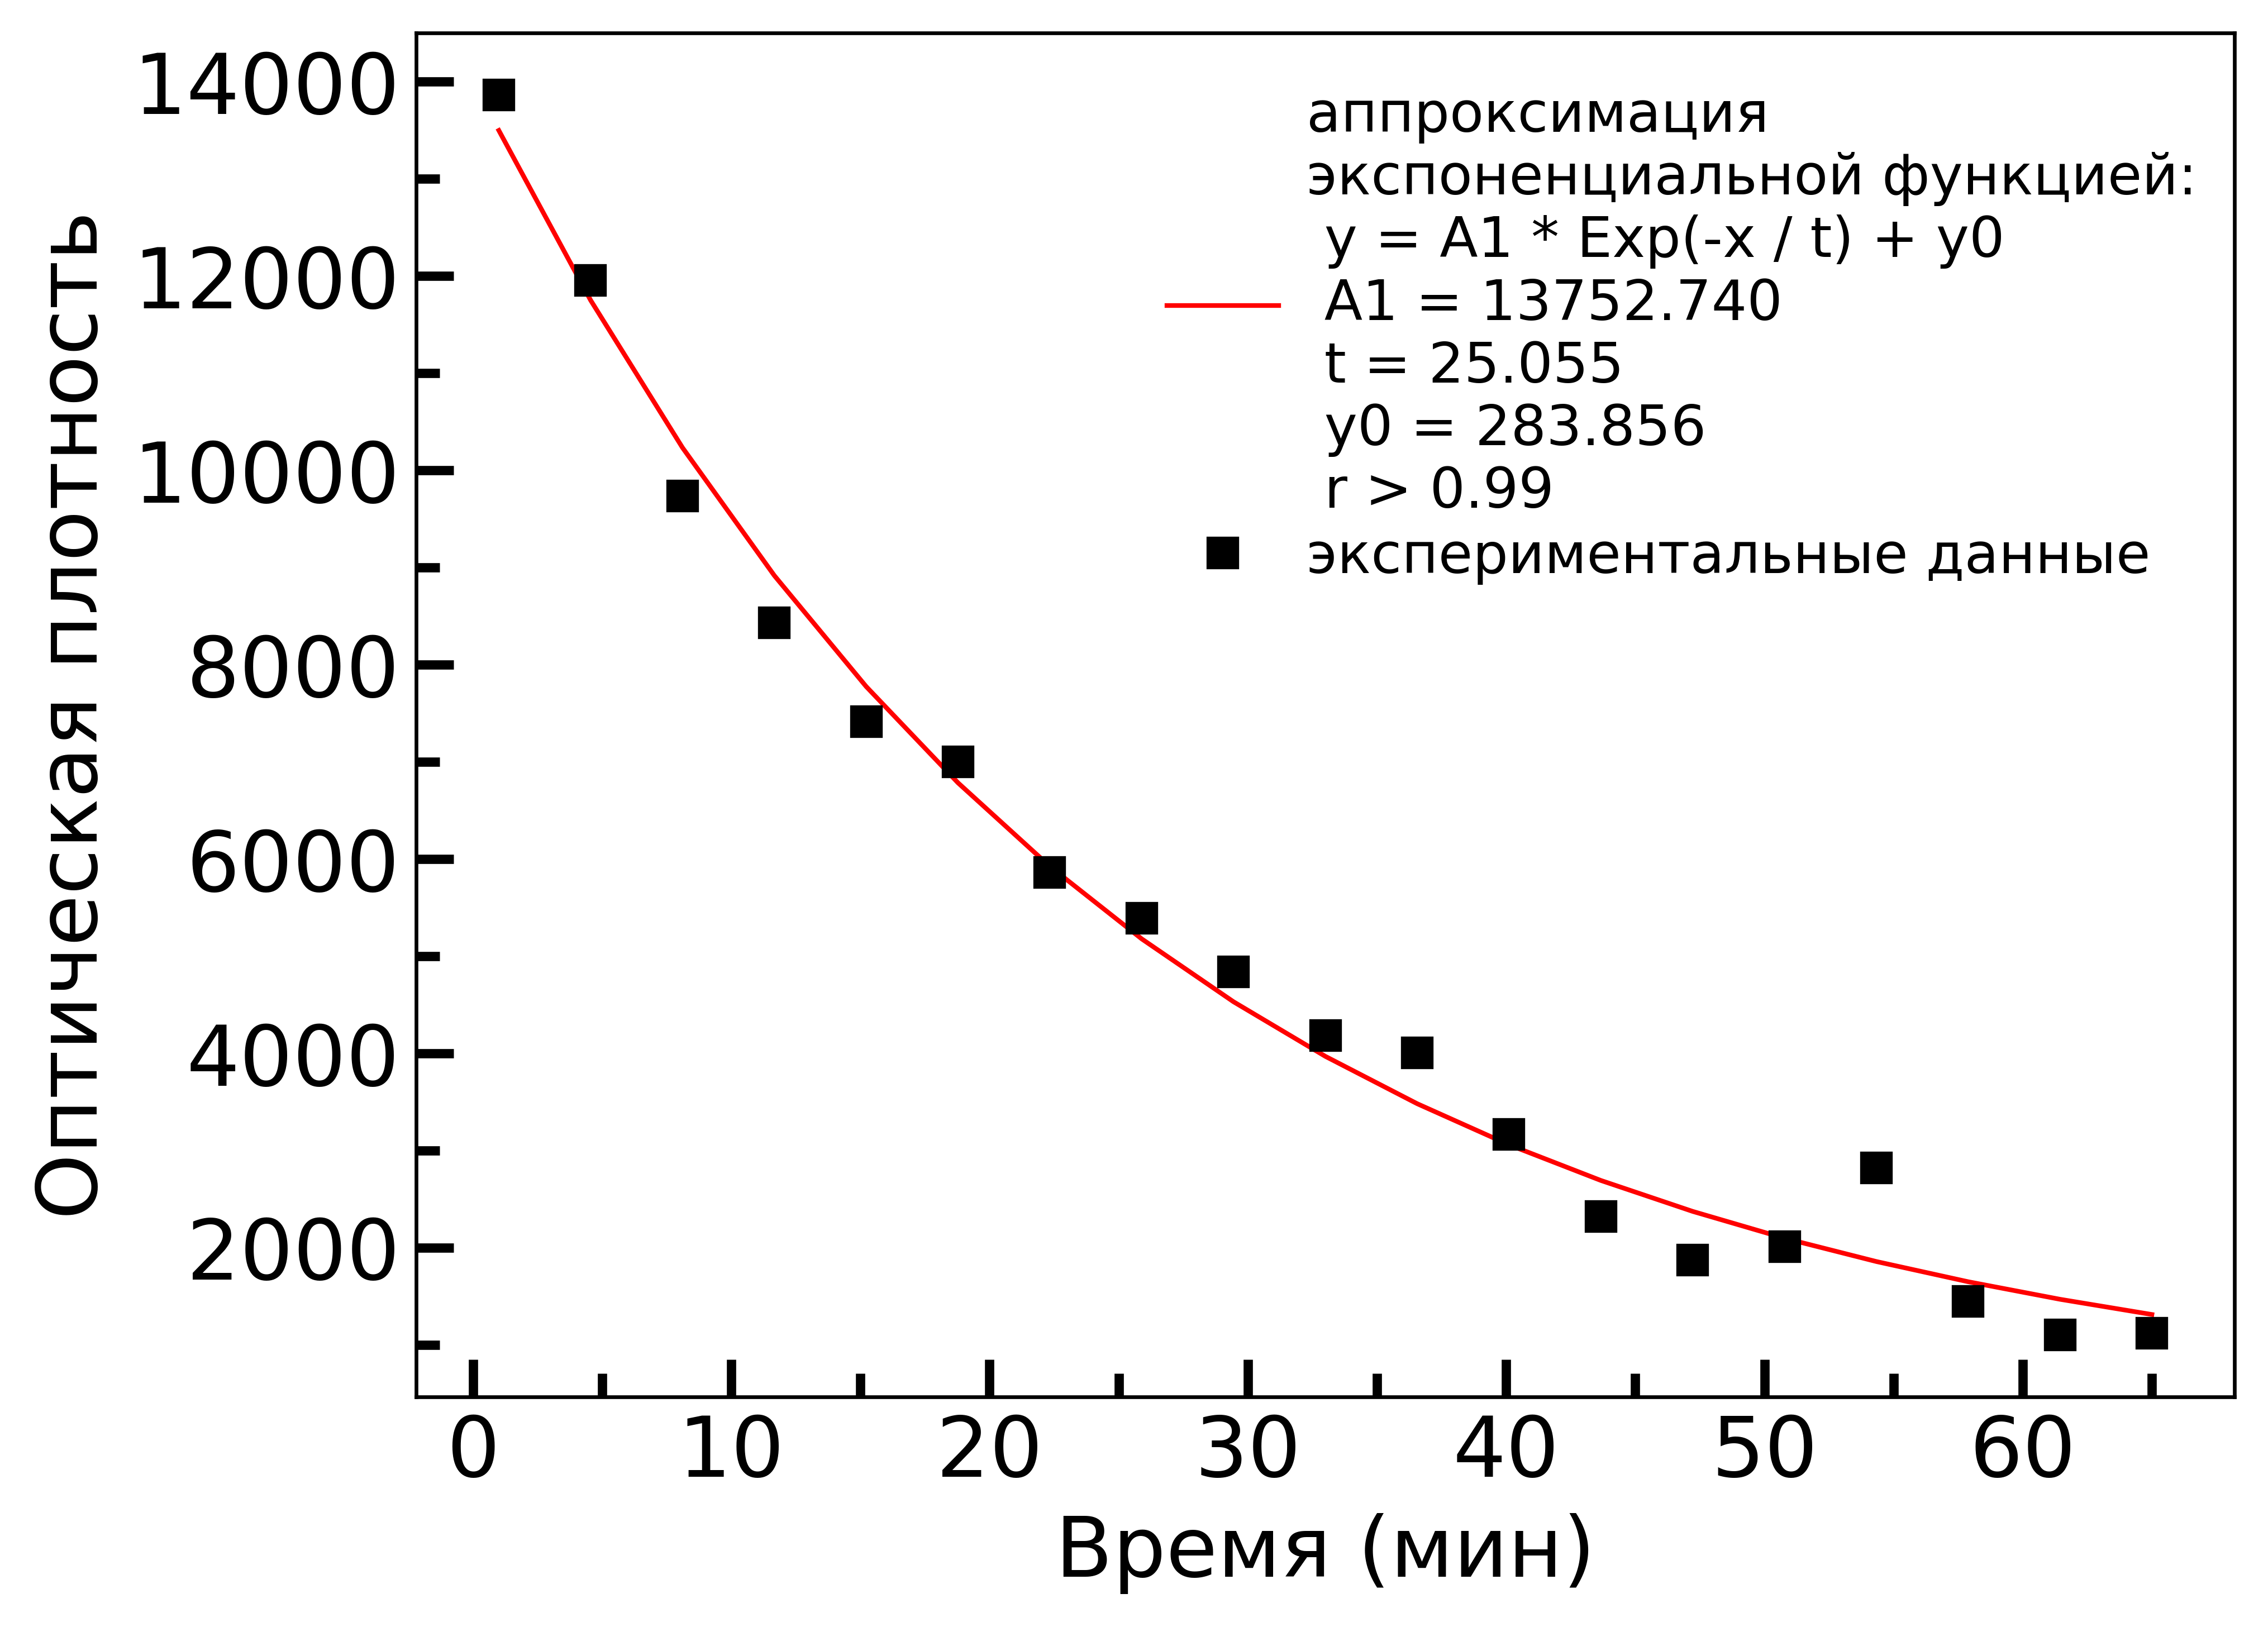 Оптическая плотность
14000
12000
10000
8000
6000
4000
2000
аппроксимация
экспоненциальной функцией:
y = A1 * Exp(-x / t) + y0
A1 = 13752.740
t = 25.055
y0 = 283.856
r > 0.99
экспериментальные данные
0 10 20 30 40 50 60
Время (мин)